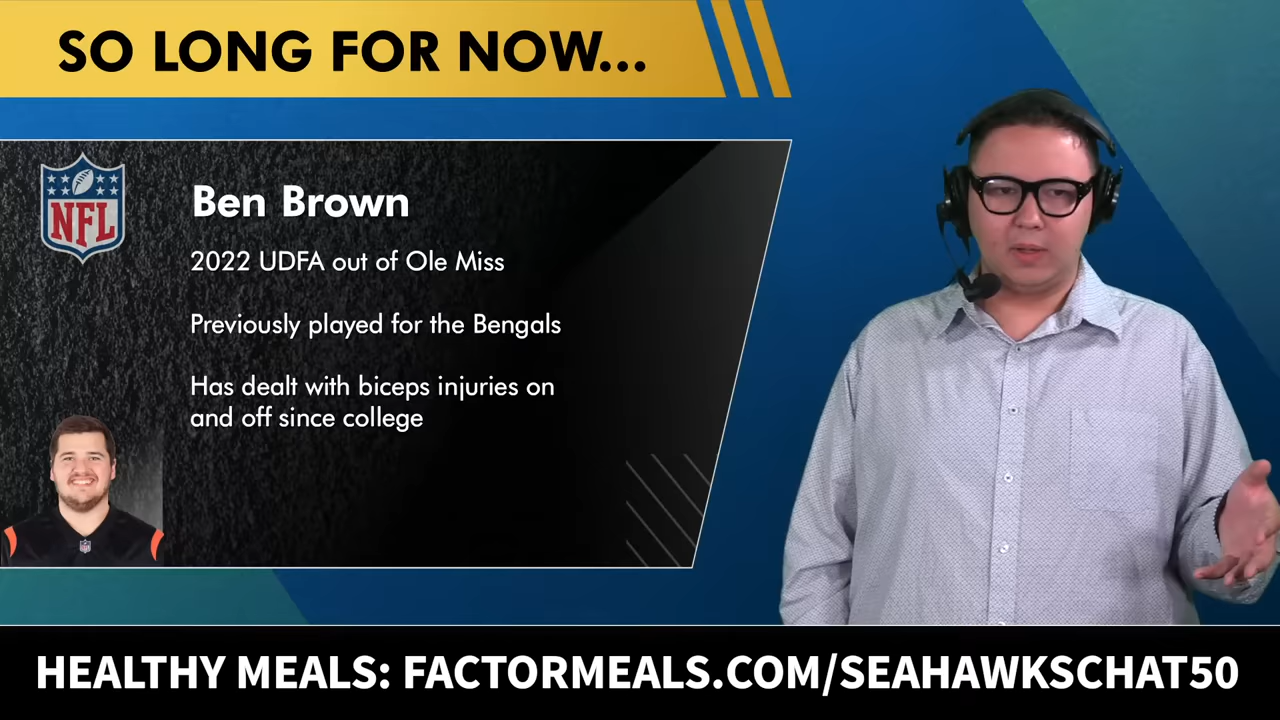 SO LONG FOR NOW...
NFL
Ben Brown
2022 UDFA out of Ole Miss
Previously played for the Bengals
Has dealt with biceps injuries on
and off since college
HEALTHY MEALS: FACTORMEALS.COM/SEAHAWKSCHAT50